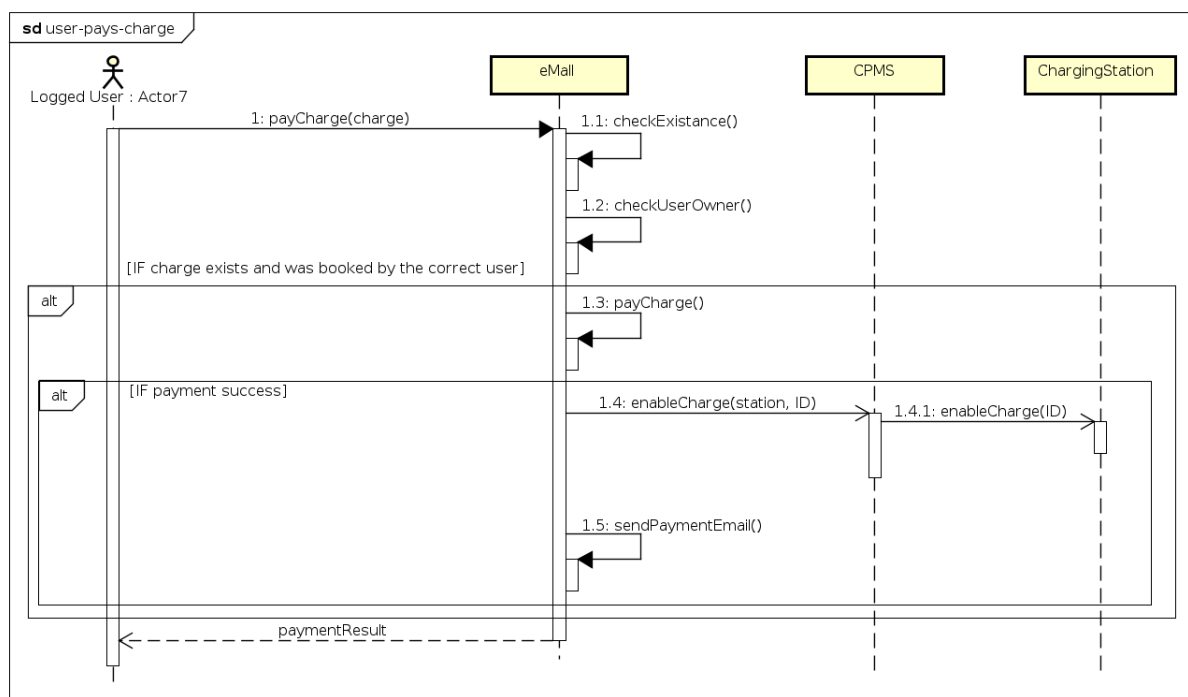 sd user-pays-charge
Logged User : Actor7
eMall
CPMS
ChargingStation
1: payCharge(charge)
1.1: checkExistance()
1.2: checkUserOwner()
[IF charge exists and was booked by the correct user]
alt
1.3: payCharge()
alt
[IF payment success]
1.4: enableCharge(station, ID)
1.4.1: enableCharge(ID)
1.5: sendPaymentEmail()
paymentResult